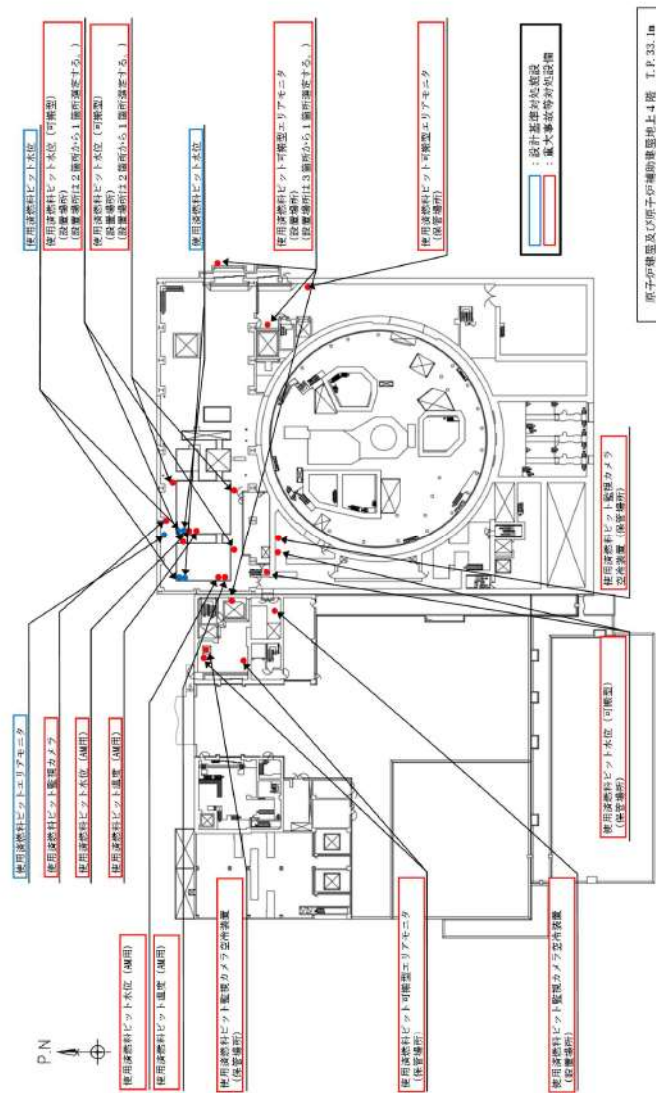 P.N
使用済燃料ピット水位 (AM用)
使用済燃料ピット温度 (AM用)
使用済燃料ピット監視カメラ空冷装置
(保管場所)
使用済燃料ピット可搬型エリアモニタ
(保管場所)
使用済燃料ピット監視カメラ空冷装置
(設置場所)
使用済燃料ピットエリアモニタ
使用済燃料ピット監視カメラ
使用済燃料ピット水位 (AM用)
使用済燃料ピット温度 (AM用)
使用済燃料ピット水位 (可搬型)
(保管場所)
使用済燃料ピット監視カメラ
空冷装置 (保管場所)
使用済燃料ピット水位
使用済燃料ピット水位 (可搬型)
(設置場所)
(設置場所は2箇所から1箇所選定する。)
使用済燃料ピット水位 (可搬型)
(設置場所)
(設置場所は2箇所から1箇所選定する。)
使用済燃料ピット水位
使用済燃料ピット可搬型エリアモニタ
(設置場所)
(設置場所は3箇所から1箇所選定する。)
使用済燃料ピット可搬型エリアモニタ
(保管場所)
:設計基準対処施設
:重大事故等対処設備
原子炉建屋及び原子炉補助建屋地上4階 T.P.33.1m